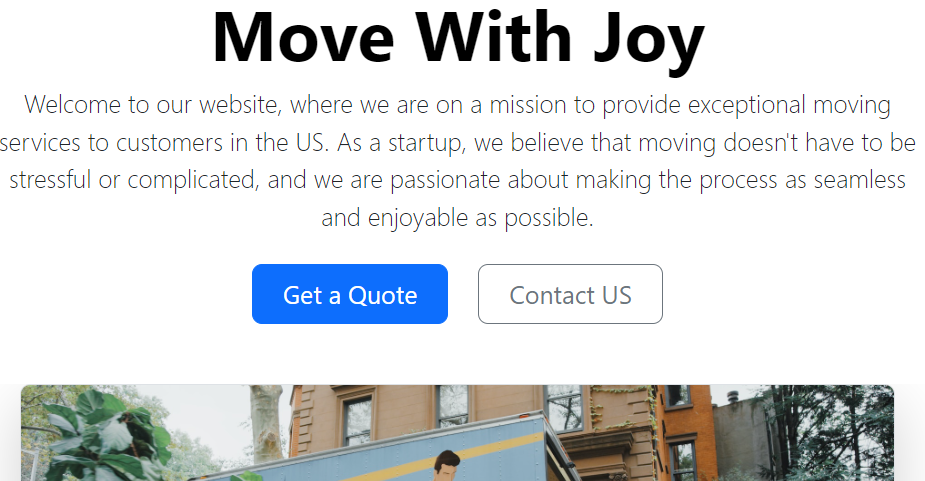 Move With Joy
Welcome to our website, where we are on a mission to provide exceptional moving
services to customers in the US. As a startup, we believe that moving doesn't have to be
stressful or complicated, and we are passionate about making the process as seamless
and enjoyable as possible.
Get a Quote
Contact US